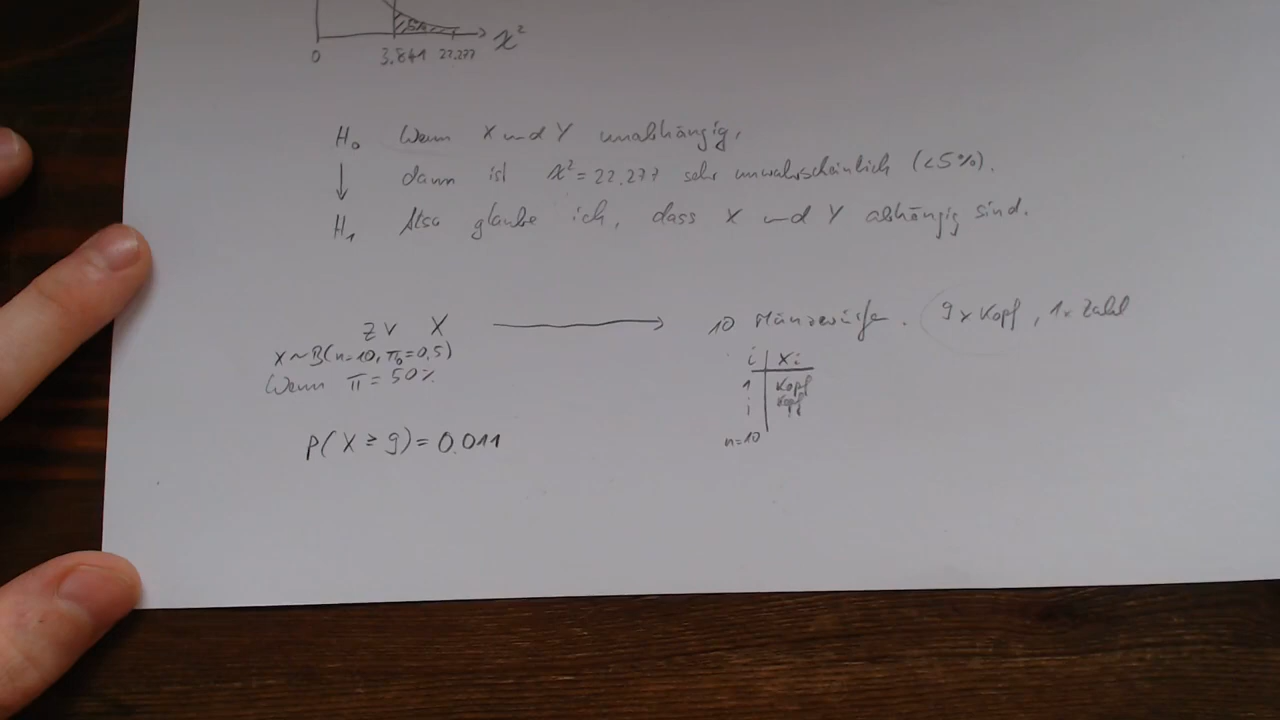 0 3.841 22.277 χ²
H₀ Wenn X und Y unabhängig,
dann ist χ²=22.277 sehr unwahrscheinlich (<5%).
H₁ Also glaube ich, dass X und Y abhängig sind.
ZV X 10 Münzwürfe. 9x Kopf, 1x Zahl
X~B(n=10, π₀=0,5)
Wenn π=50%
i xi
1 Kopf
i Kopf
n=10
P(X≥9)=0.011